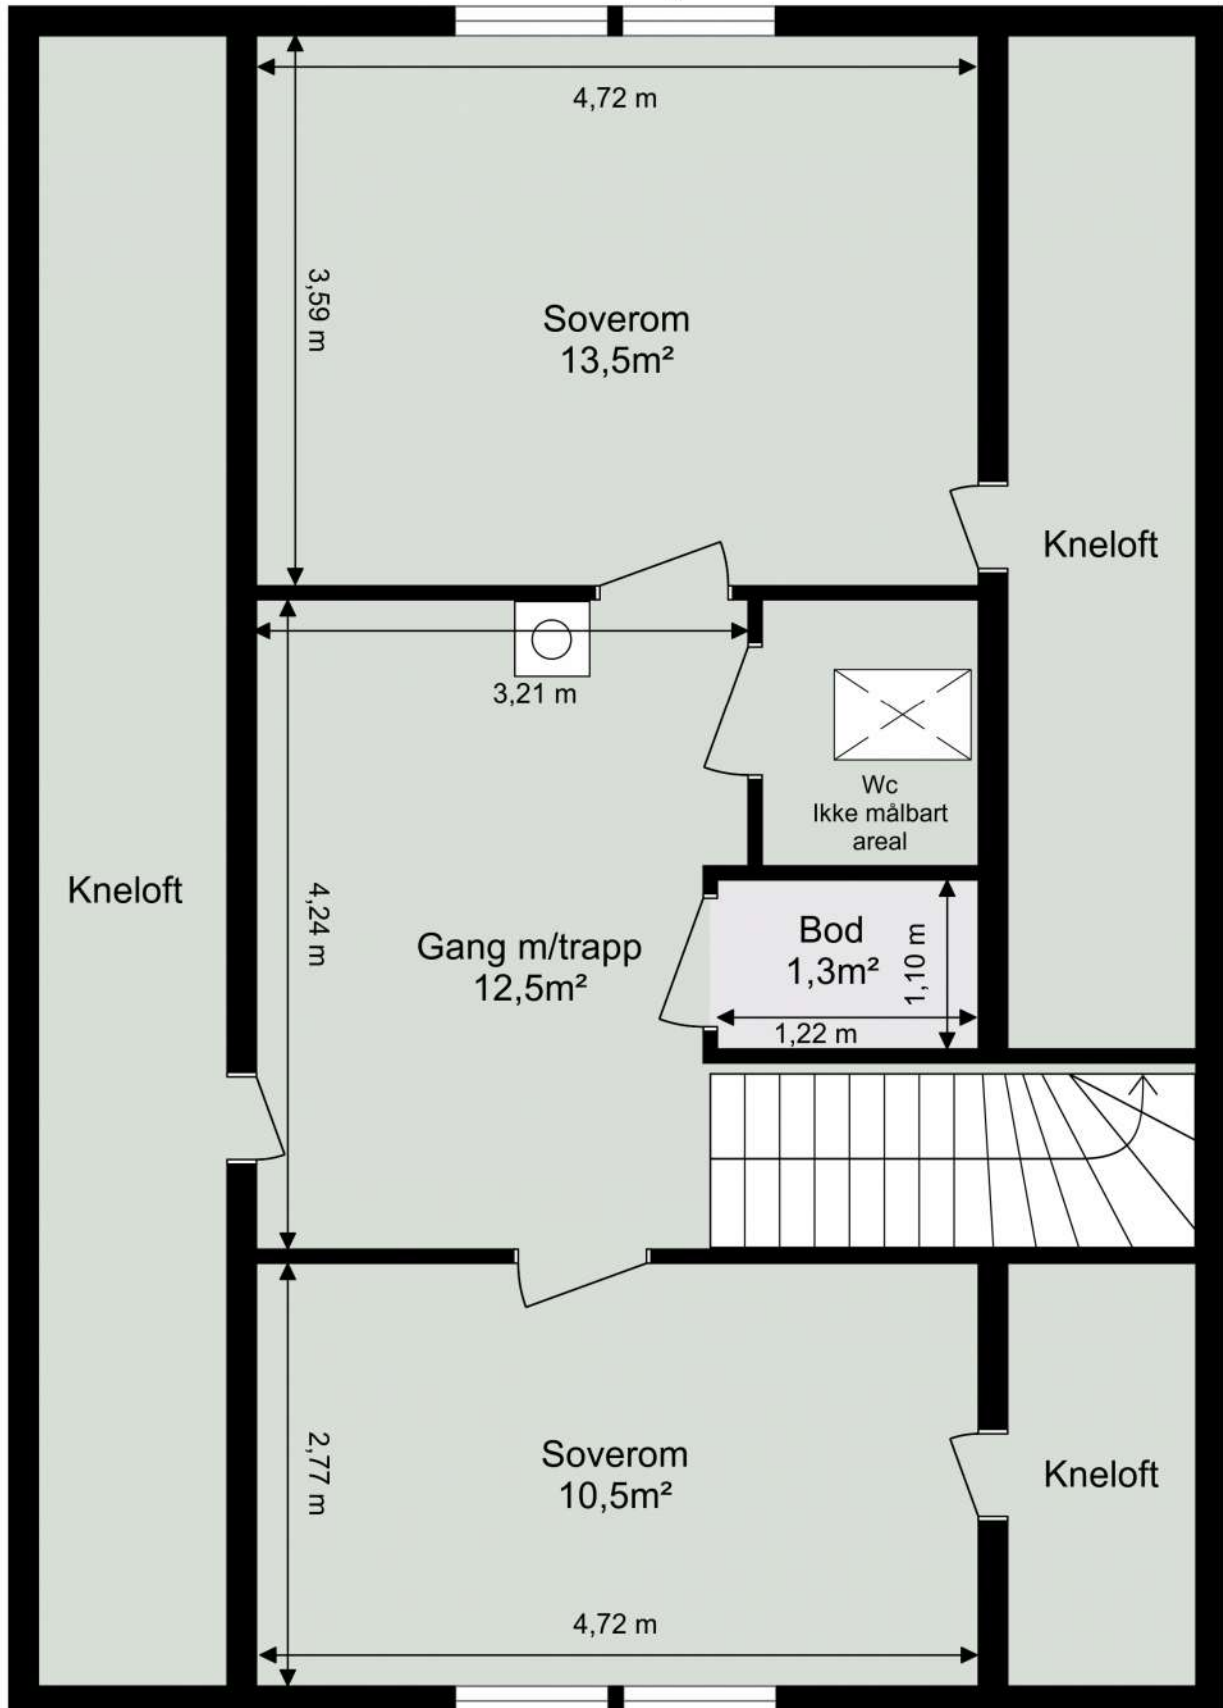 4,72 m
3,59 m
Soverom
13,5m²
Kneloft
3,21 m
Wc
Ikke målbart
areal
Kneloft
4,24 m
Gang m/trapp
12,5m²
Bod
1,3m²
1,10 m
1,22 m
2,77 m
Soverom
10,5m²
Kneloft
4,72 m